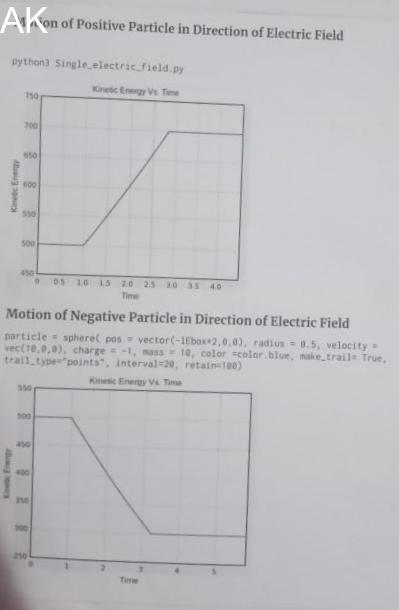 AK
ion of Positive Particle in Direction of Electric Field
python3 Single_electric_field.py
Kinetic Energy Vs. Time
750
700
650
600
550
500
450
Kinetic Energy
0 0.5 1.0 1.5 2.0 2.5 3.0 3.5 4.0
Time
Motion of Negative Particle in Direction of Electric Field
particle = sphere( pos = vector(-lEbox*2,0,0), radius = 0.5, velocity =
vec(10,0,0), charge = -1, mass = 10, color =color.blue, make_trail= True,
trail_type="points", interval=20, retain=100)
Kinetic Energy Vs. Time
550
500
450
400
350
300
250
Kinetic Energy
0 1 2 3 4 5
Time